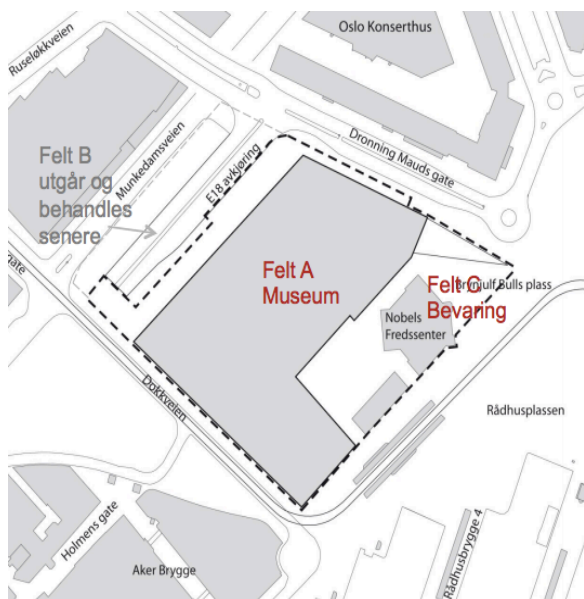 Oslo Konserthus
Ruseløkkveien
Munkedamsveien
Dronning Mauds gate
E18 avkjøring
Felt B
utgår og
behandles
senere
Gate
Felt A
Museum
Felt C
Brynjulf Bulls plass
Bevaring
Nobels
Fredssenter
Dokkveien
Rådhusplassen
Holmens gate
Aker Brygge
Rådhusbrygge 4